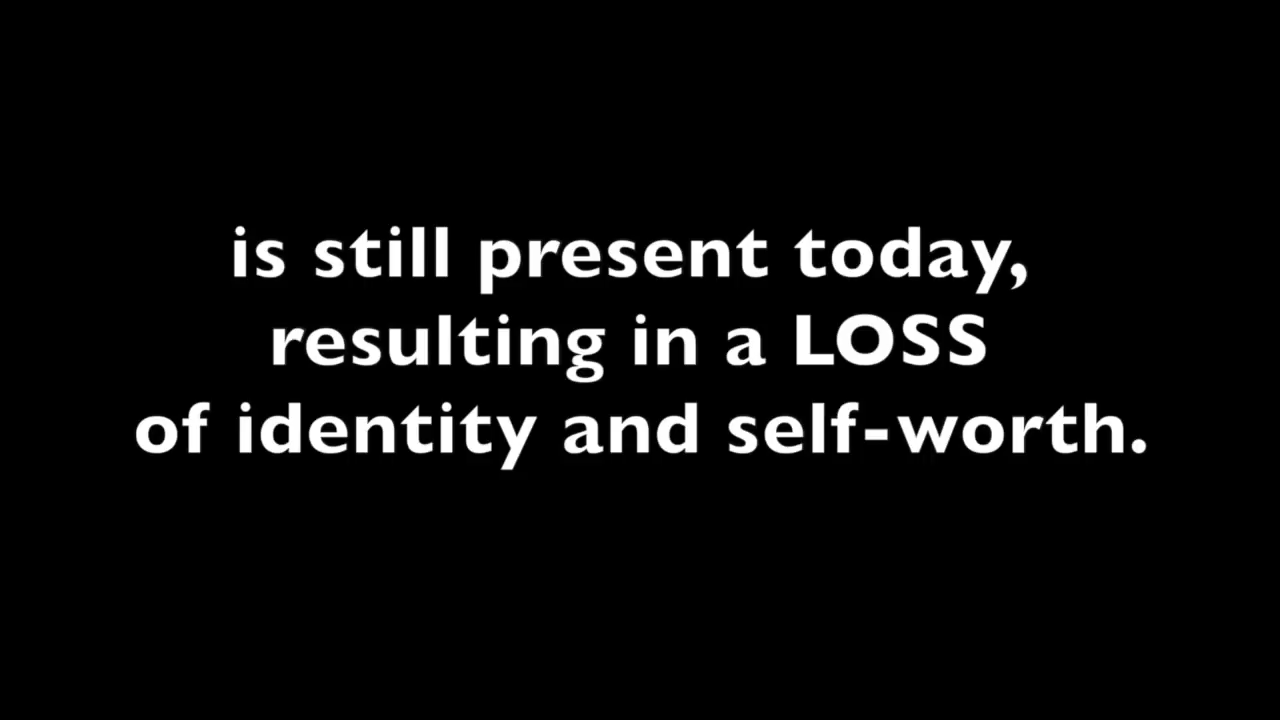 is still present today,
resulting in a LOSS
of identity and self-worth.